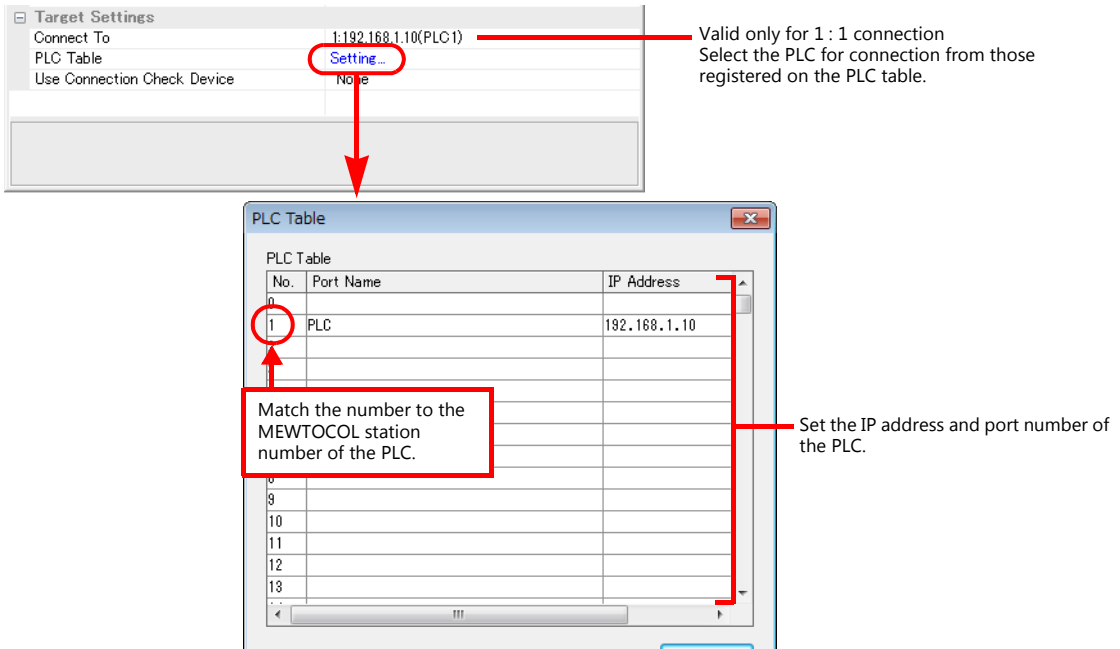 Target Settings
Connect To 1:192.168.1.10(PLC1)
PLC Table Setting...
Use Connection Check Device None
Valid only for 1 : 1 connection
Select the PLC for connection from those
registered on the PLC table.
PLC Table
PLC Table
No. Port Name IP Address
0
1 PLC 192.168.1.10
Match the number to the
MEWTOCOL station
number of the PLC.
Set the IP address and port number of
the PLC.
9
10
11
12
13